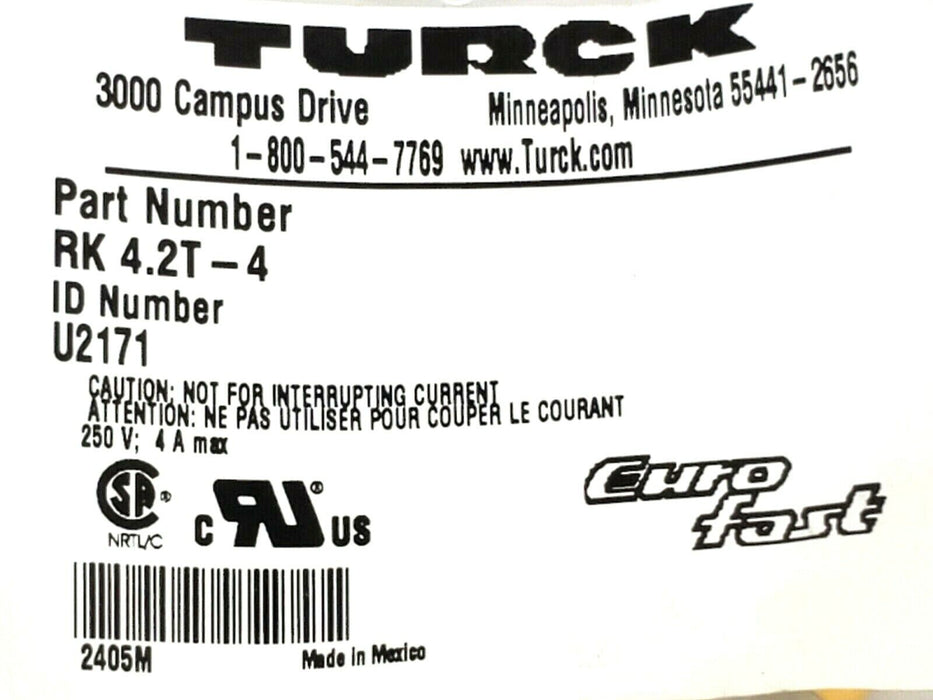 TURCK
3000 Campus Drive Minneapolis, Minnesota 55441-2656
1-800-544-7769 www.Turck.com
Part Number
RK 4.2T-4
ID Number
U2171
CAUTION: NOT FOR INTERRUPTING CURRENT
ATTENTION: NE PAS UTILISER POUR COUPER LE COURANT
250 V; 4 A max
SA ®
NRTL/C
C RU ® US
Euro
fast
2405M Made in Mexico